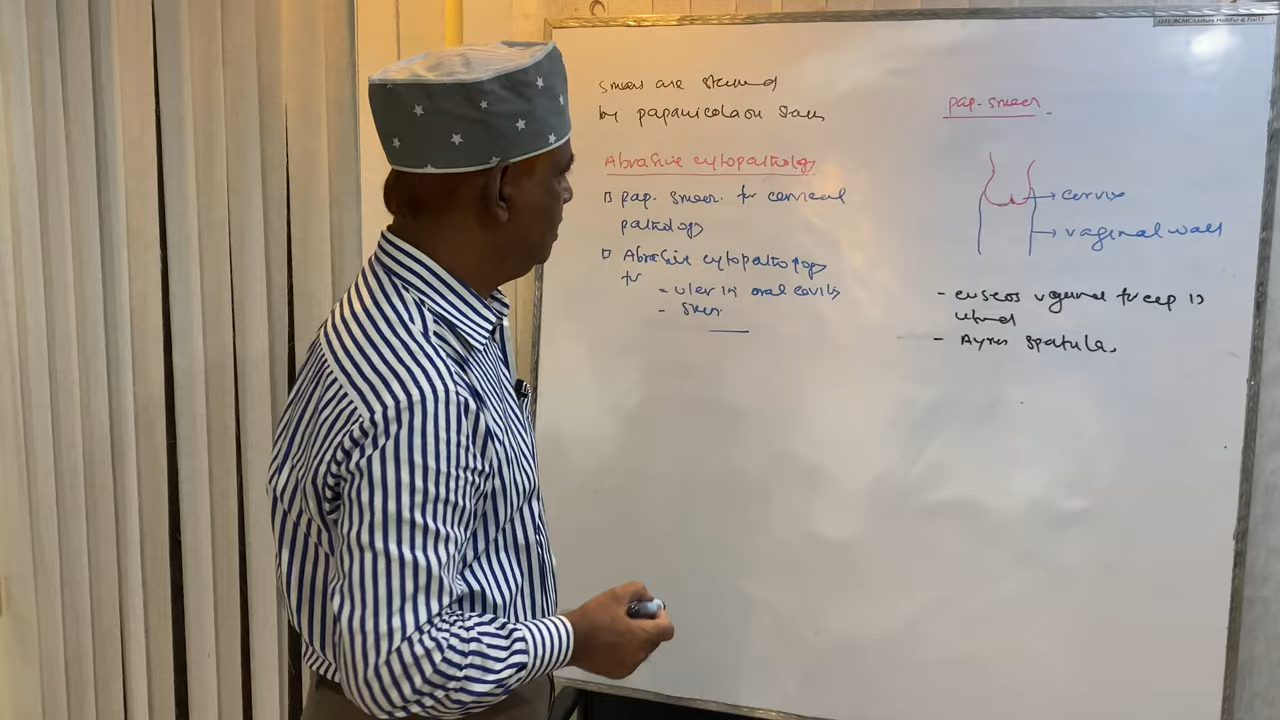 smears are stained
by papanicolaou stain
Abrasive cytopathology
pap. smear. for cervical
pathology
Abrasive cytopathology
for
- ulcer in oral cavity
- Skin.
pap. smear.
cervix
vaginal wall
- cuscos vaginal forcep is
used
- Ayres spatula.